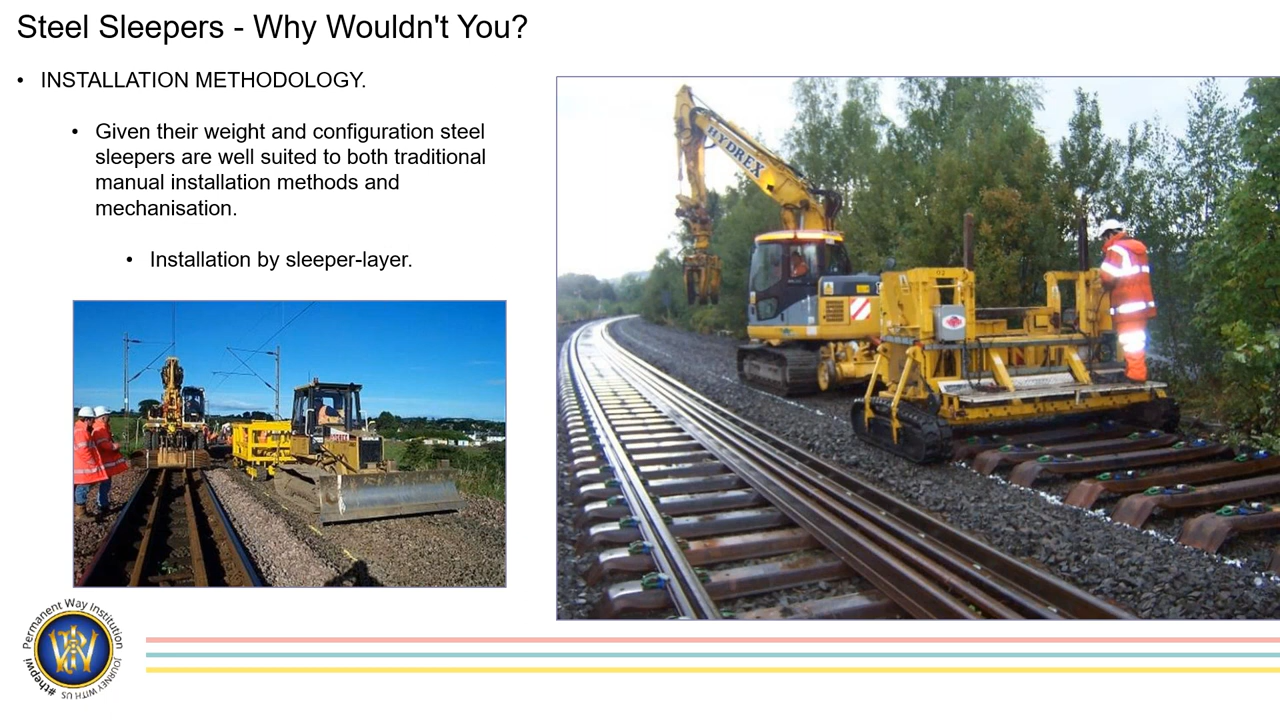 Steel Sleepers - Why Wouldn't You?
• INSTALLATION METHODOLOGY.
• Given their weight and configuration steel
sleepers are well suited to both traditional
manual installation methods and
mechanisation.
• Installation by sleeper-layer.
HYDREX
02
Permanent Way Institution
#thepwi
JOURNEY WITH US